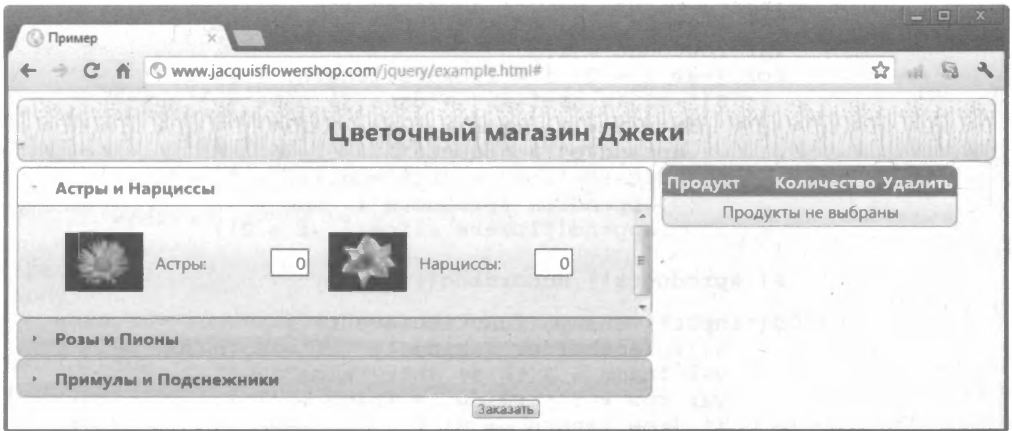 Пример
www.jacquisflowershop.com/jquery/example.html#
Цветочный магазин Джеки
Астры и Нарциссы
Астры: 0 Нарциссы: 0
Розы и Пионы
Примулы и Подснежники
Продукт Количество Удалить
Продукты не выбраны
Заказать